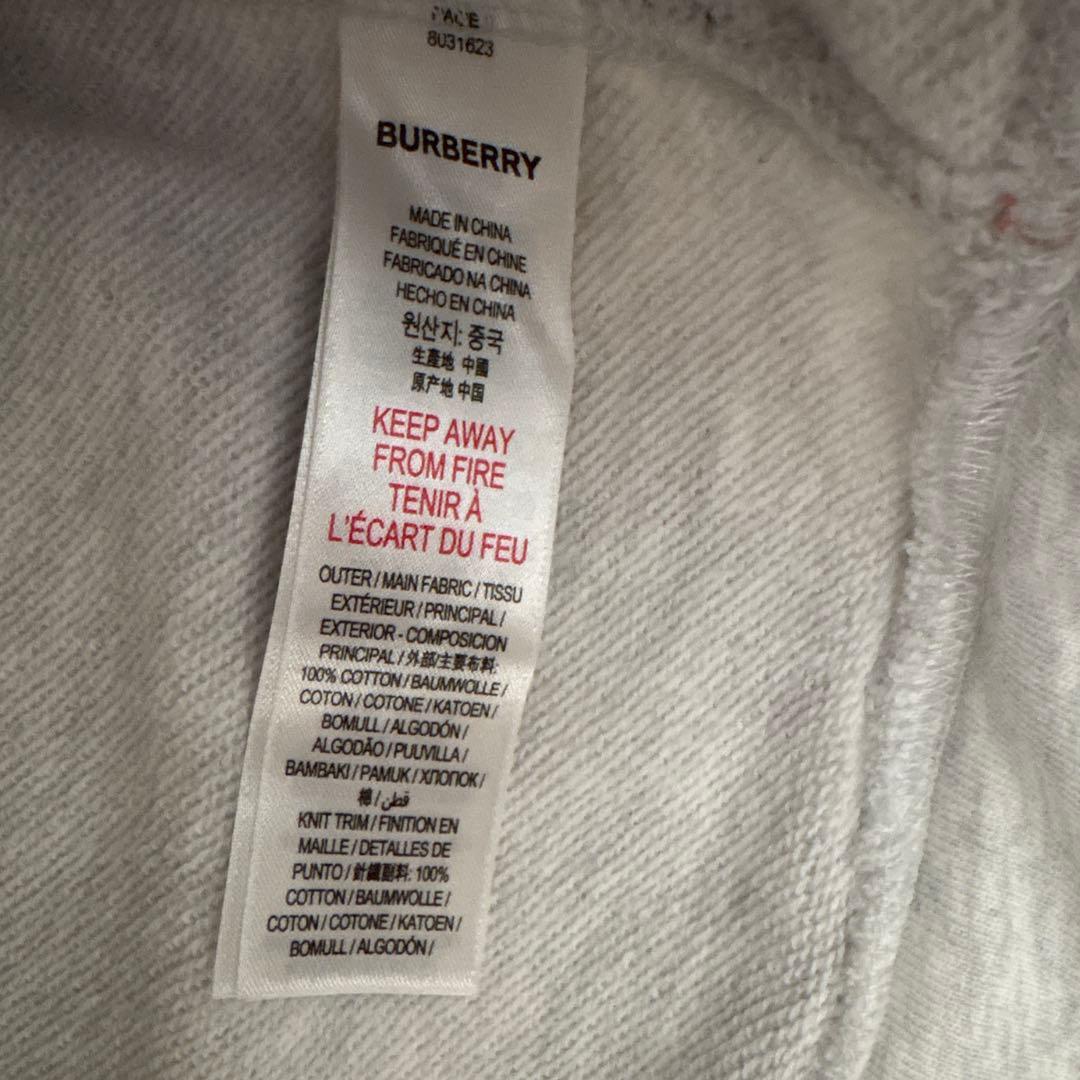 8031623
BURBERRY
MADE IN CHINA
FABRIQUÉ EN CHINE
FABRICADO NA CHINA
HECHO EN CHINA
원산지: 중국
生產地 中國
原产地 中国
KEEP AWAY
FROM FIRE
TENIR À
L'ÉCART DU FEU
OUTER / MAIN FABRIC / TISSU
EXTÉRIEUR / PRINCIPAL /
EXTERIOR - COMPOSICION
PRINCIPAL / 外部/主要布料:
100% COTTON / BAUMWOLLE /
COTON / COTONE / KATOEN /
BOMULL / ALGODÓN /
ALGODÃO / PUUVILLA /
BAMBAKI / PAMUK / ХЛОПОК /
棉 / قطن
KNIT TRIM / FINITION EN
MAILLE / DETALLES DE
PUNTO / 針織副料: 100%
COTTON / BAUMWOLLE /
COTON / COTONE / KATOEN /
BOMULL / ALGODÓN /